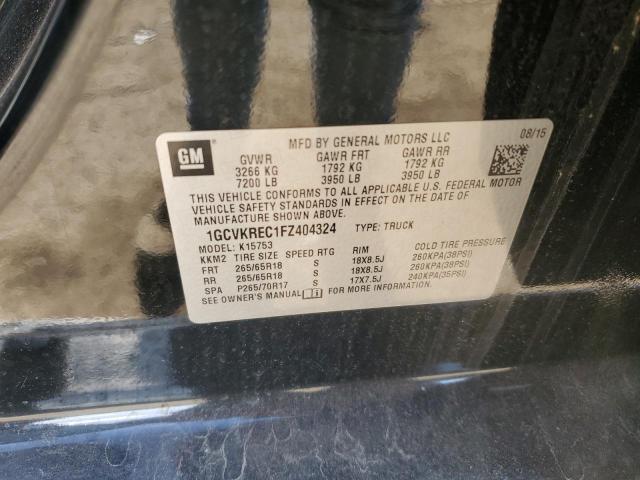 GM
MFD BY GENERAL MOTORS LLC 08/15
GVWR GAWR FRT GAWR RR
3266 KG 1792 KG 1792 KG
7200 LB 3950 LB 3950 LB
THIS VEHICLE CONFORMS TO ALL APPLICABLE U.S. FEDERAL MOTOR
VEHICLE SAFETY STANDARDS IN EFFECT ON THE DATE OF
MANUFACTURE SHOWN ABOVE.
1GCVKREC1FZ404324 TYPE: TRUCK
MODEL: K15753
KKM2 TIRE SIZE SPEED RTG RIM COLD TIRE PRESSURE
FRT 265/65R18 S 18X8.5J 260KPA(38PSI)
RR 265/65R18 S 18X8.5J 260KPA(38PSI)
SPA P265/70R17 S 17X7.5J 240KPA(35PSI)
SEE OWNER'S MANUAL FOR MORE INFORMATION.